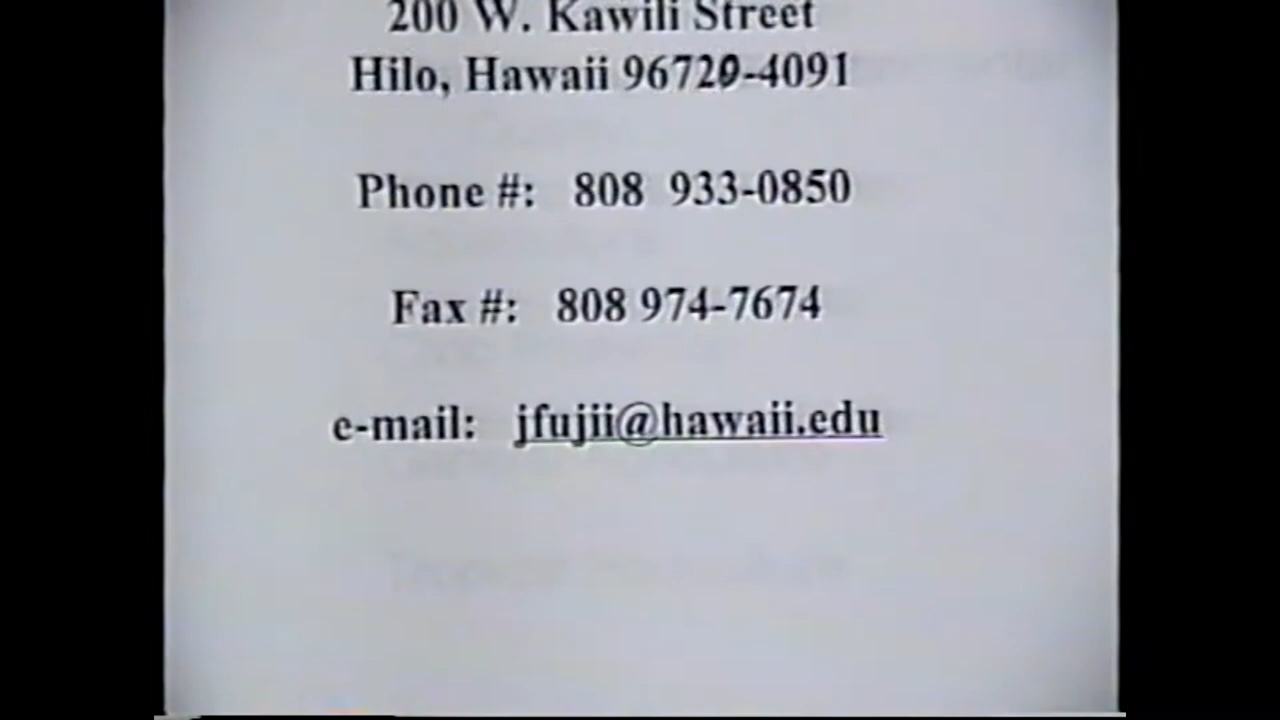 200 W. Kawili Street
Hilo, Hawaii 96720-4091
Phone #: 808 933-0850
Fax #: 808 974-7674
e-mail: jfujii@hawaii.edu